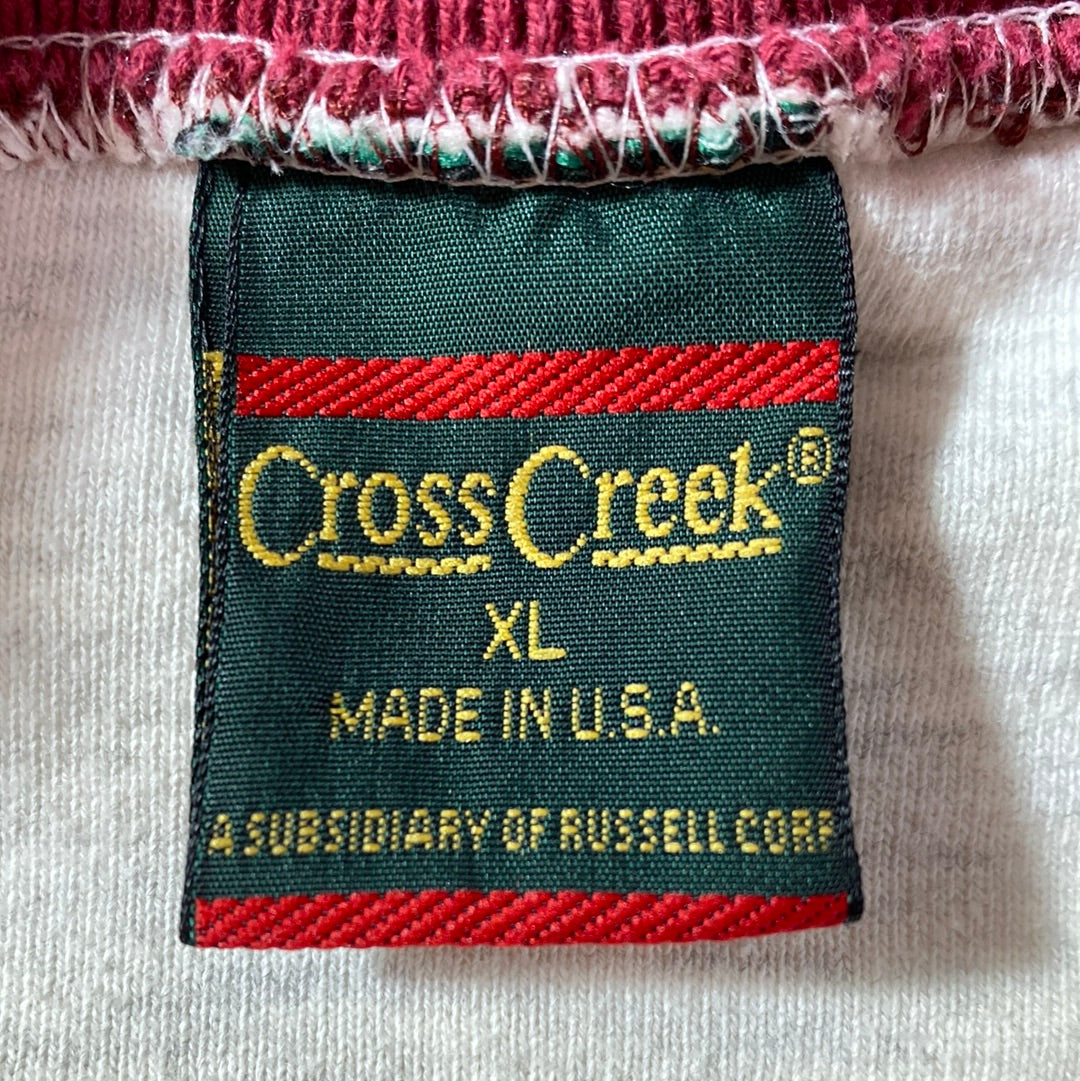 Cross Creek®
XL
MADE IN U.S.A.
A SUBSIDIARY OF RUSSELL CORP